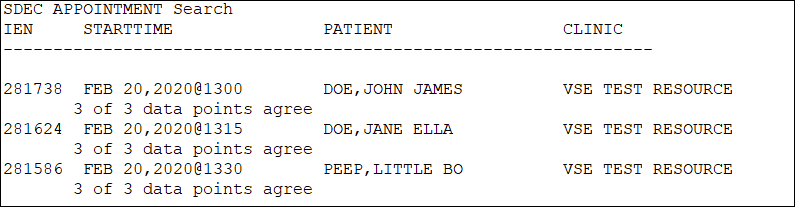 SDEC APPOINTMENT Search
IEN     STARTTIME               PATIENT                 CLINIC
-----------------------------------------------------------------
281738  FEB 20,2020@1300        DOE,JOHN JAMES          VSE TEST RESOURCE
       3 of 3 data points agree
281624  FEB 20,2020@1315        DOE,JANE ELLA           VSE TEST RESOURCE
       3 of 3 data points agree
281586  FEB 20,2020@1330        PEEP,LITTLE BO          VSE TEST RESOURCE
       3 of 3 data points agree